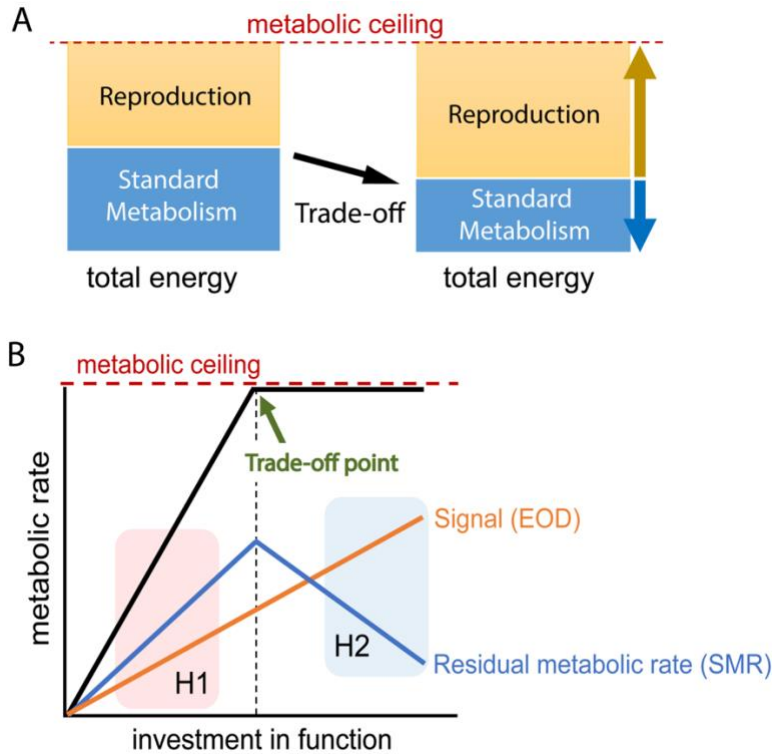 A
metabolic ceiling
Reproduction
Standard
Metabolism
total energy
Trade-off
Reproduction
Standard
Metabolism
total energy
B
metabolic ceiling
Trade-off point
metabolic rate
Signal (EOD)
H1
H2
Residual metabolic rate (SMR)
investment in function